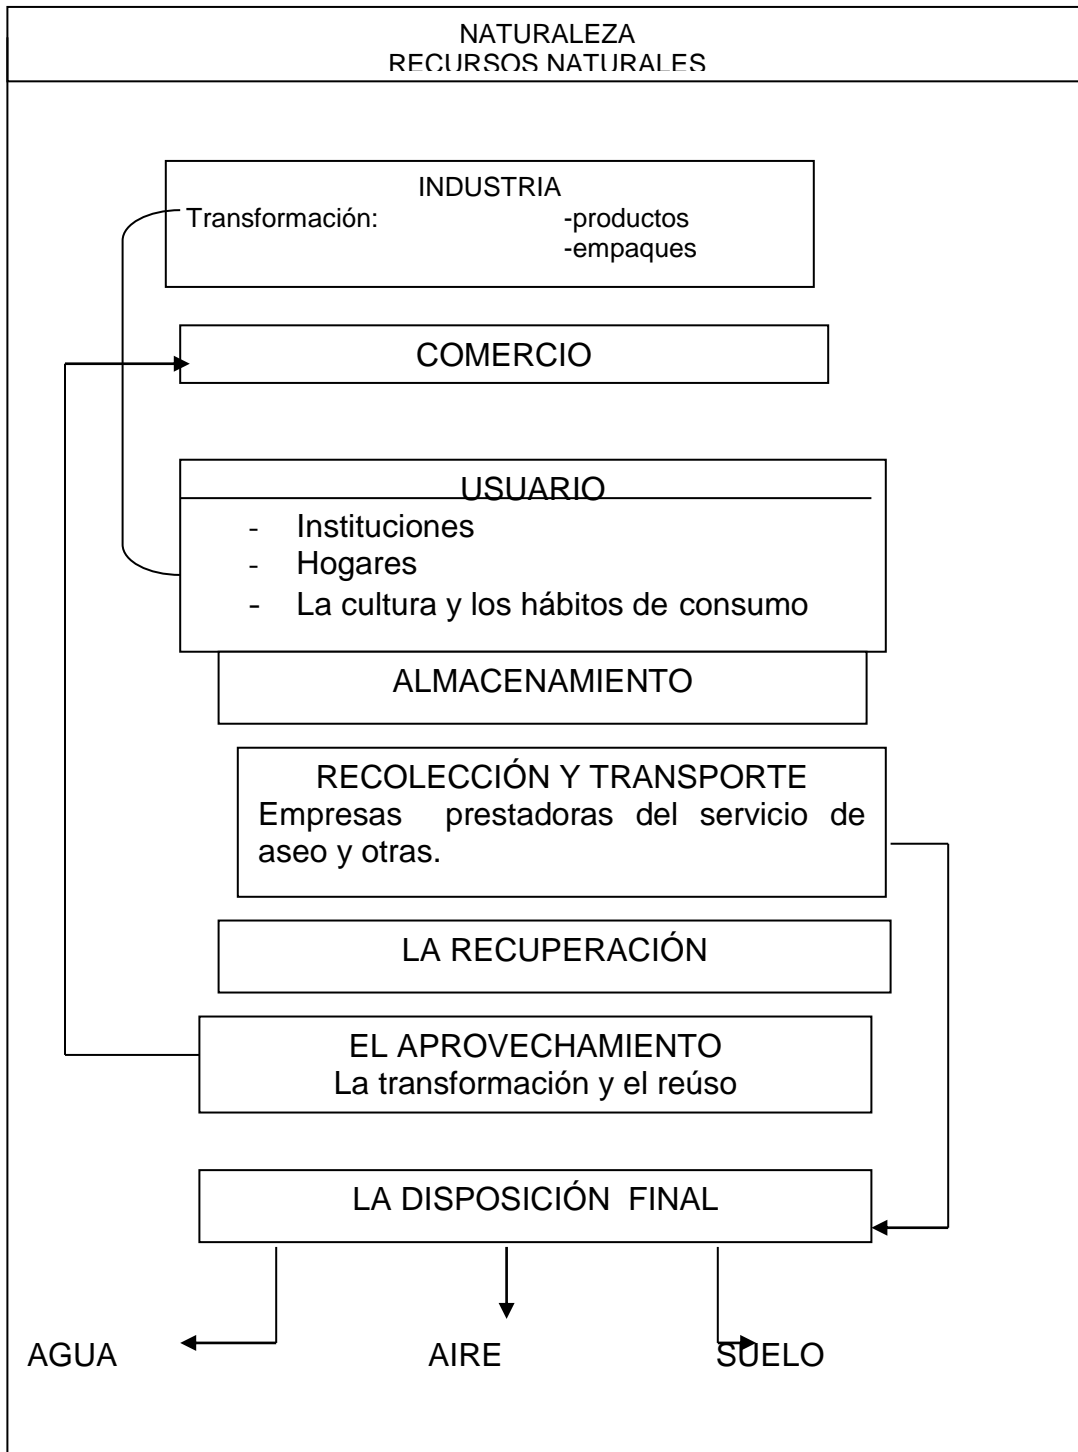 NATURALEZA
RECURSOS NATURALES
INDUSTRIA
Transformación: -productos
-empaques
COMERCIO
USUARIO
- Instituciones
- Hogares
- La cultura y los hábitos de consumo
ALMACENAMIENTO
RECOLECCIÓN Y TRANSPORTE
Empresas prestadoras del servicio de
aseo y otras.
LA RECUPERACIÓN
EL APROVECHAMIENTO
La transformación y el reúso
LA DISPOSICIÓN FINAL
AGUA AIRE SUELO